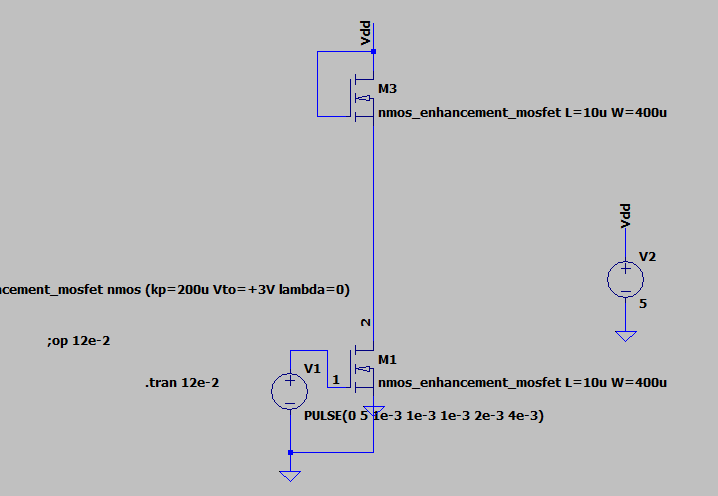 Vdd
M3
nmos_enhancement_mosfet L=10u W=400u
Vdd
V2
5
ncement_mosfet nmos (kp=200u Vto=+3V lambda=0)
;op 12e-2
.tran 12e-2
2
M1
V1
1
nmos_enhancement_mosfet L=10u W=400u
PULSE(0 5 1e-3 1e-3 1e-3 2e-3 4e-3)